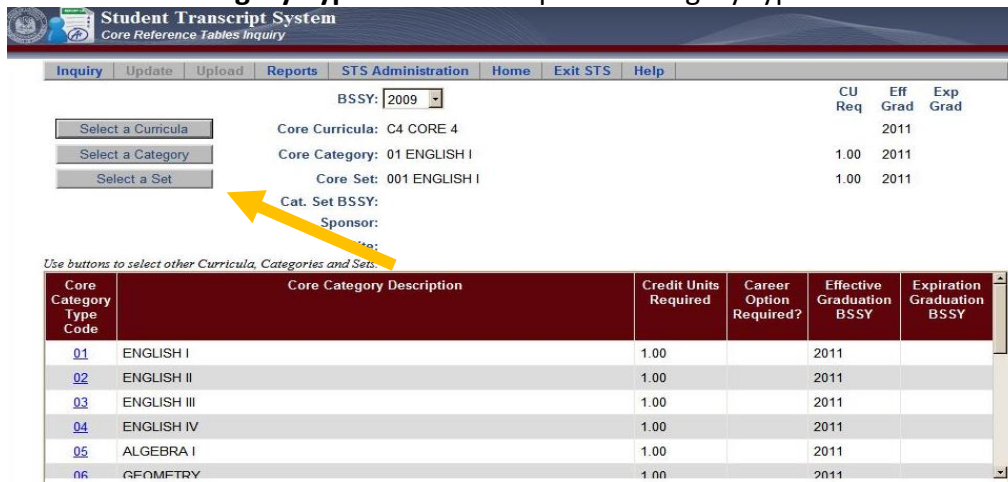 Student Transcript System
Core Reference Tables Inquiry
Inquiry Update Upload Reports STS Administration Home Exit STS Help
BSSY: 2009 CU Req Eff Grad Exp Grad
Select a Curricula Core Curricula: C4 CORE 4 2011
Select a Category Core Category: 01 ENGLISH I 1.00 2011
Select a Set Core Set: 001 ENGLISH I 1.00 2011
Cat. Set BSSY:
Sponsor:
Use buttons to select other Curricula, Categories and Sets.
Core Category Type Code Core Category Description Credit Units Required Career Option Required? Effective Graduation BSSY Expiration Graduation BSSY
01 ENGLISH I 1.00 2011
02 ENGLISH II 1.00 2011
03 ENGLISH III 1.00 2011
04 ENGLISH IV 1.00 2011
05 ALGEBRA I 1.00 2011
06 GEOMETRY 1.00 2011